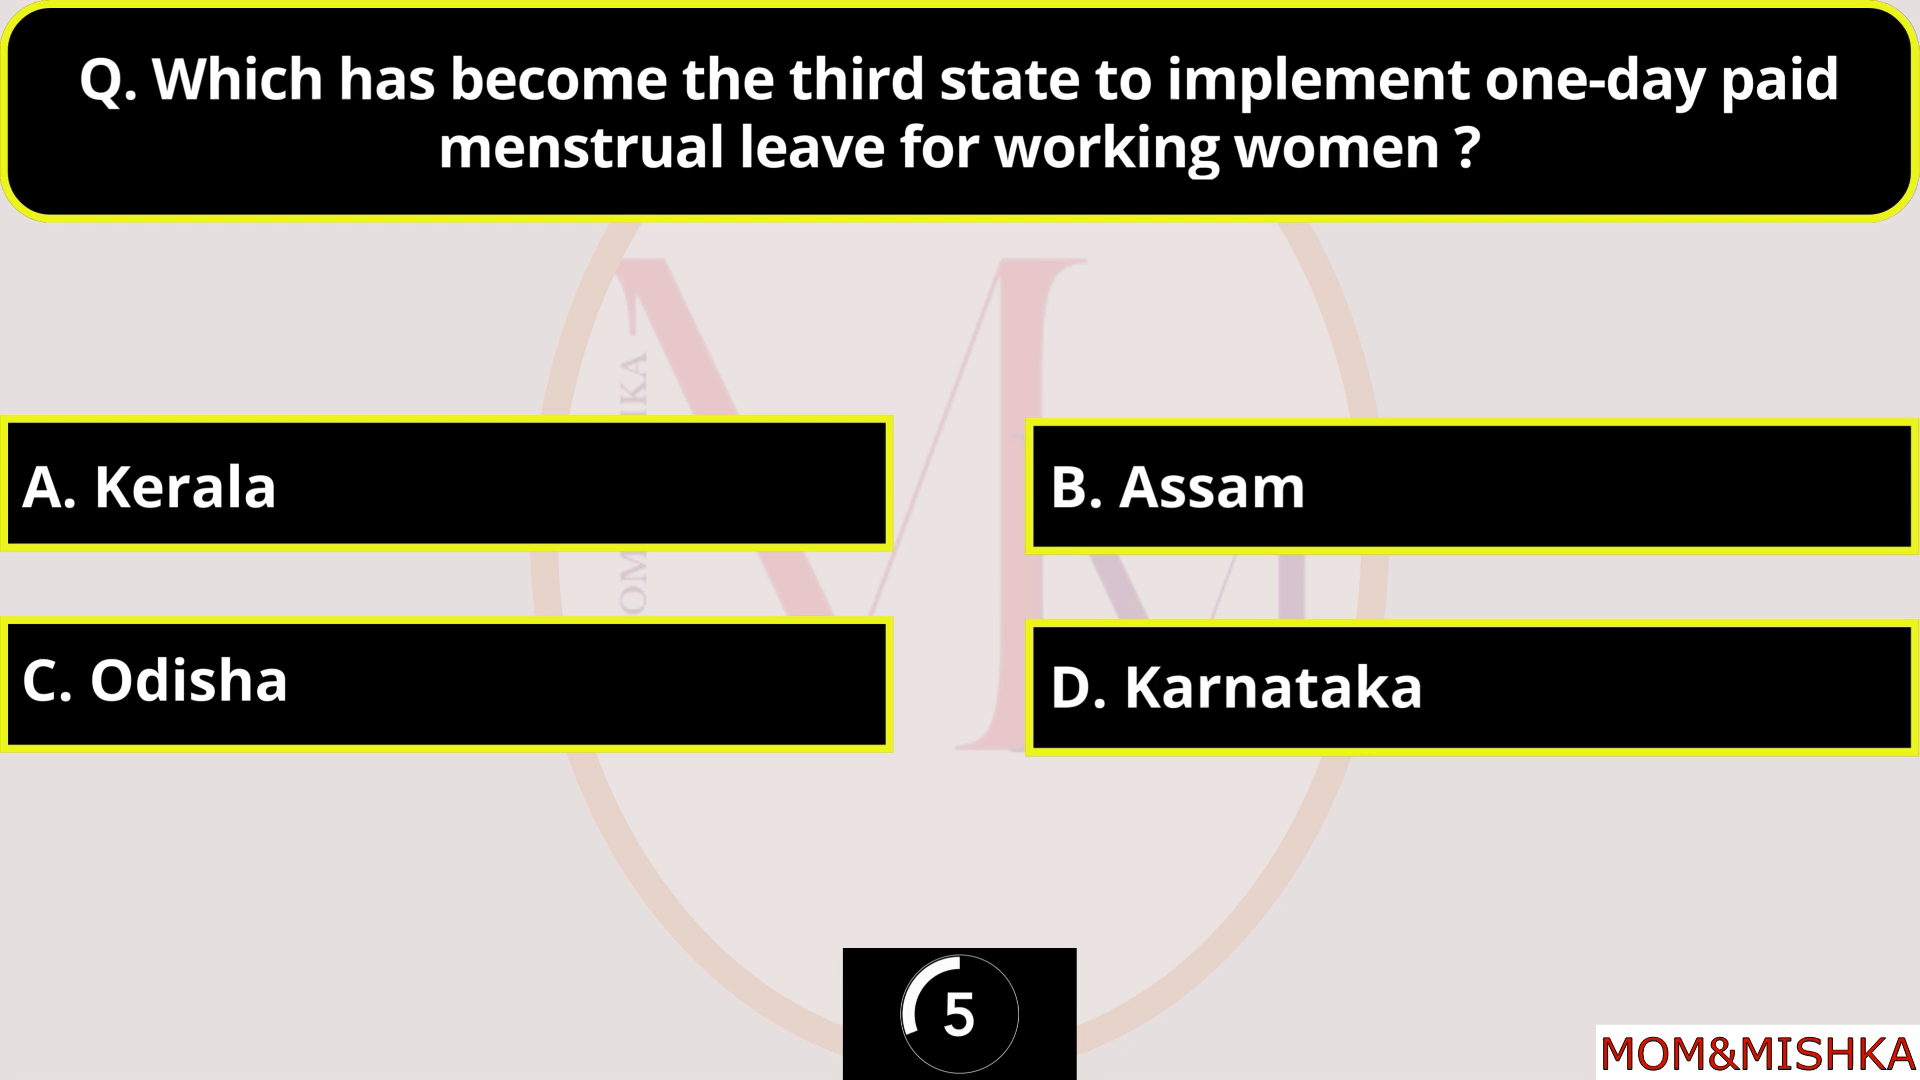 Q. Which has become the third state to implement one-day paid
menstrual leave for working women ?
A. Kerala
B. Assam
C. Odisha
D. Karnataka
5
MOM&MISHKA